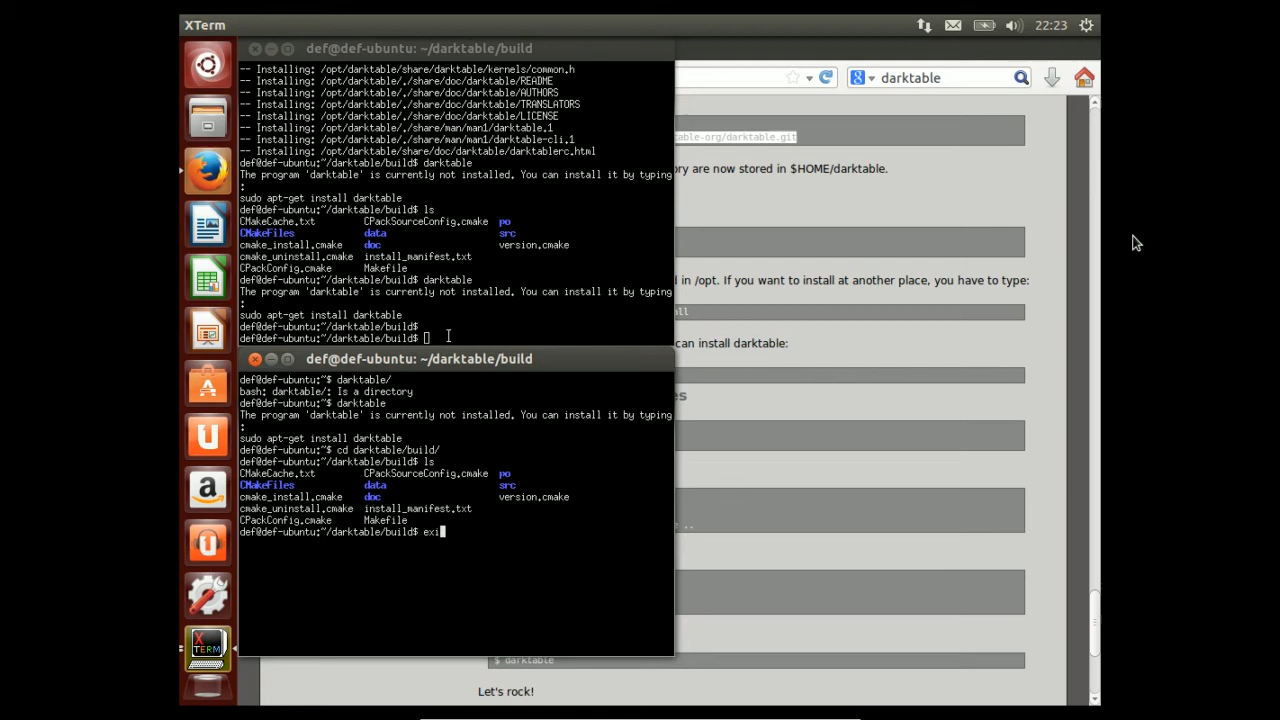 XTerm
22:23
def@def-ubuntu: ~/darktable/build
-- Installing: /opt/darktable/share/darktable/kernels/common.h
-- Installing: /opt/darktable/./share/doc/darktable/README
-- Installing: /opt/darktable/./share/doc/darktable/AUTHORS
-- Installing: /opt/darktable/./share/doc/darktable/TRANSLATORS
-- Installing: /opt/darktable/./share/doc/darktable/LICENSE
-- Installing: /opt/darktable/./share/man/man1/darktable.1
-- Installing: /opt/darktable/./share/man/man1/darktable-cli.1
-- Installing: /opt/darktable/share/doc/darktable/darktablerc.html
def@def-ubuntu:~/darktable/build$ darktable
The program 'darktable' is currently not installed. You can install it by typing
:
sudo apt-get install darktable
def@def-ubuntu:~/darktable/build$ ls
CMakeCache.txt CPackSourceConfig.cmake po
CMakeFiles data src
cmake_install.cmake doc version.cmake
cmake_uninstall.cmake install_manifest.txt
CPackConfig.cmake Makefile
def@def-ubuntu:~/darktable/build$ darktable
The program 'darktable' is currently not installed. You can install it by typing
:
sudo apt-get install darktable
def@def-ubuntu:~/darktable/build$
def@def-ubuntu:~/darktable/build$
def@def-ubuntu: ~/darktable/build
def@def-ubuntu:~$ darktable/
bash: darktable/: Is a directory
def@def-ubuntu:~$ darktable
The program 'darktable' is currently not installed. You can install it by typing
:
sudo apt-get install darktable
def@def-ubuntu:~$ cd darktable/build/
def@def-ubuntu:~/darktable/build$ ls
CMakeCache.txt CPackSourceConfig.cmake po
CMakeFiles data src
cmake_install.cmake doc version.cmake
cmake_uninstall.cmake install_manifest.txt
CPackConfig.cmake Makefile
def@def-ubuntu:~/darktable/build$ exi
XTERM
darktable
table-org/darktable.git
ory are now stored in $HOME/darktable.
d in /opt. If you want to install at another place, you have to type:
all
can install darktable:
es
..
$ darktable
Let's rock!